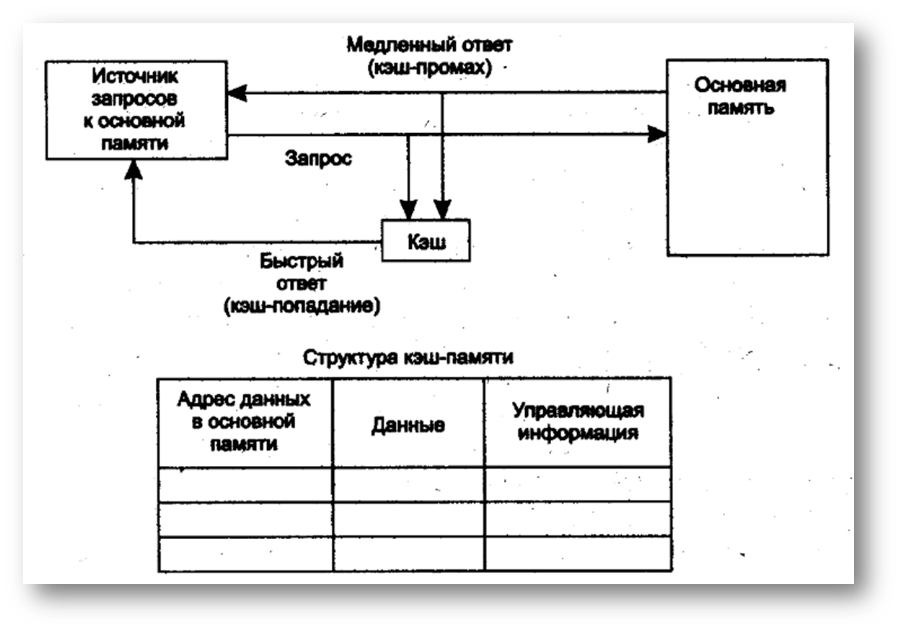 Медленный ответ
(кэш-промах)
Источник
запросов
к основной
памяти
Основная
память
Запрос
Кэш
Быстрый
ответ
(кэш-попадание)
Структура кэш-памяти
Адрес данных
в основной
памяти
Данные
Управляющая
информация